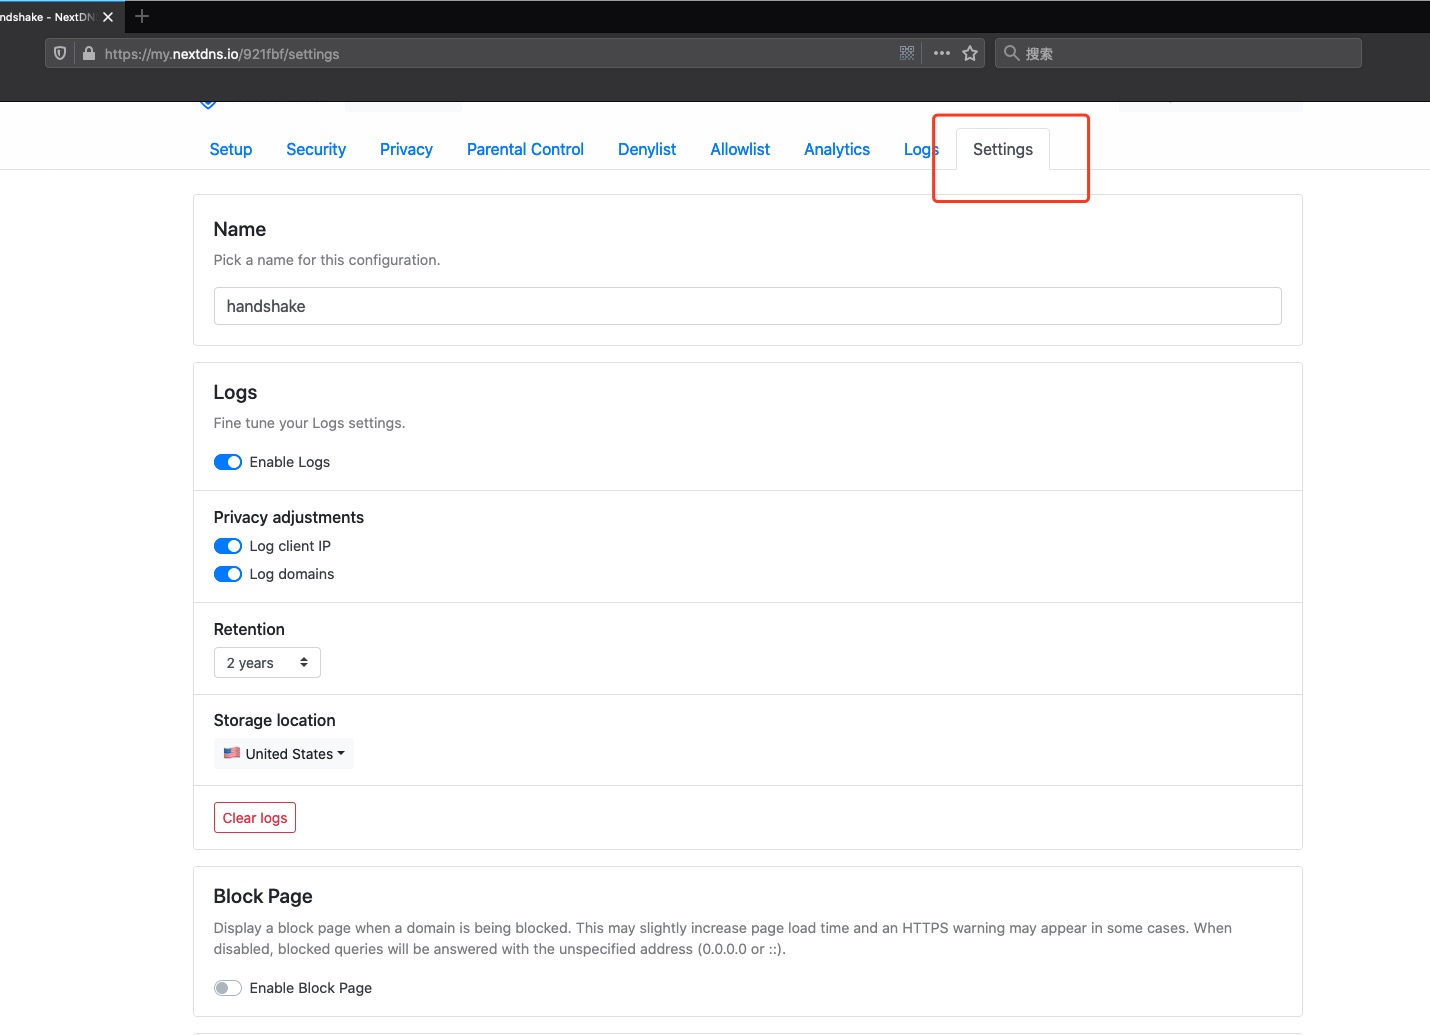 ndshake - NextDN
https://my.nextdns.io/921fbf/settings
搜索
Setup Security Privacy Parental Control Denylist Allowlist Analytics Logs Settings
Name
Pick a name for this configuration.
handshake
Logs
Fine tune your Logs settings.
Enable Logs
Privacy adjustments
Log client IP
Log domains
Retention
2 years
Storage location
United States
Clear logs
Block Page
Display a block page when a domain is being blocked. This may slightly increase page load time and an HTTPS warning may appear in some cases. When
disabled, blocked queries will be answered with the unspecified address (0.0.0.0 or ::).
Enable Block Page